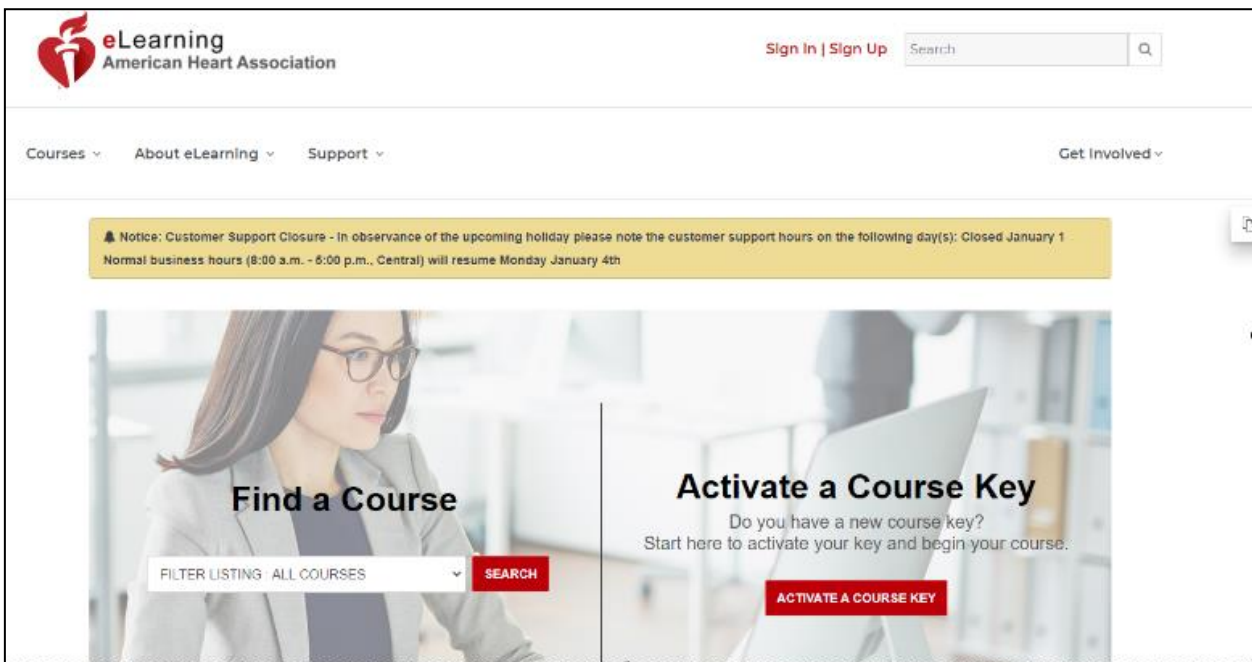 eLearning
American Heart Association
Sign In | Sign Up
Search
Courses
About eLearning
Support
Get Involved
Notice: Customer Support Closure - In observance of the upcoming holiday please note the customer support hours on the following day(s): Closed January 1
Normal business hours (8:00 a.m. - 5:00 p.m., Central) will resume Monday January 4th
Find a Course
FILTER LISTING : ALL COURSES
SEARCH
Activate a Course Key
Do you have a new course key?
Start here to activate your key and begin your course.
ACTIVATE A COURSE KEY